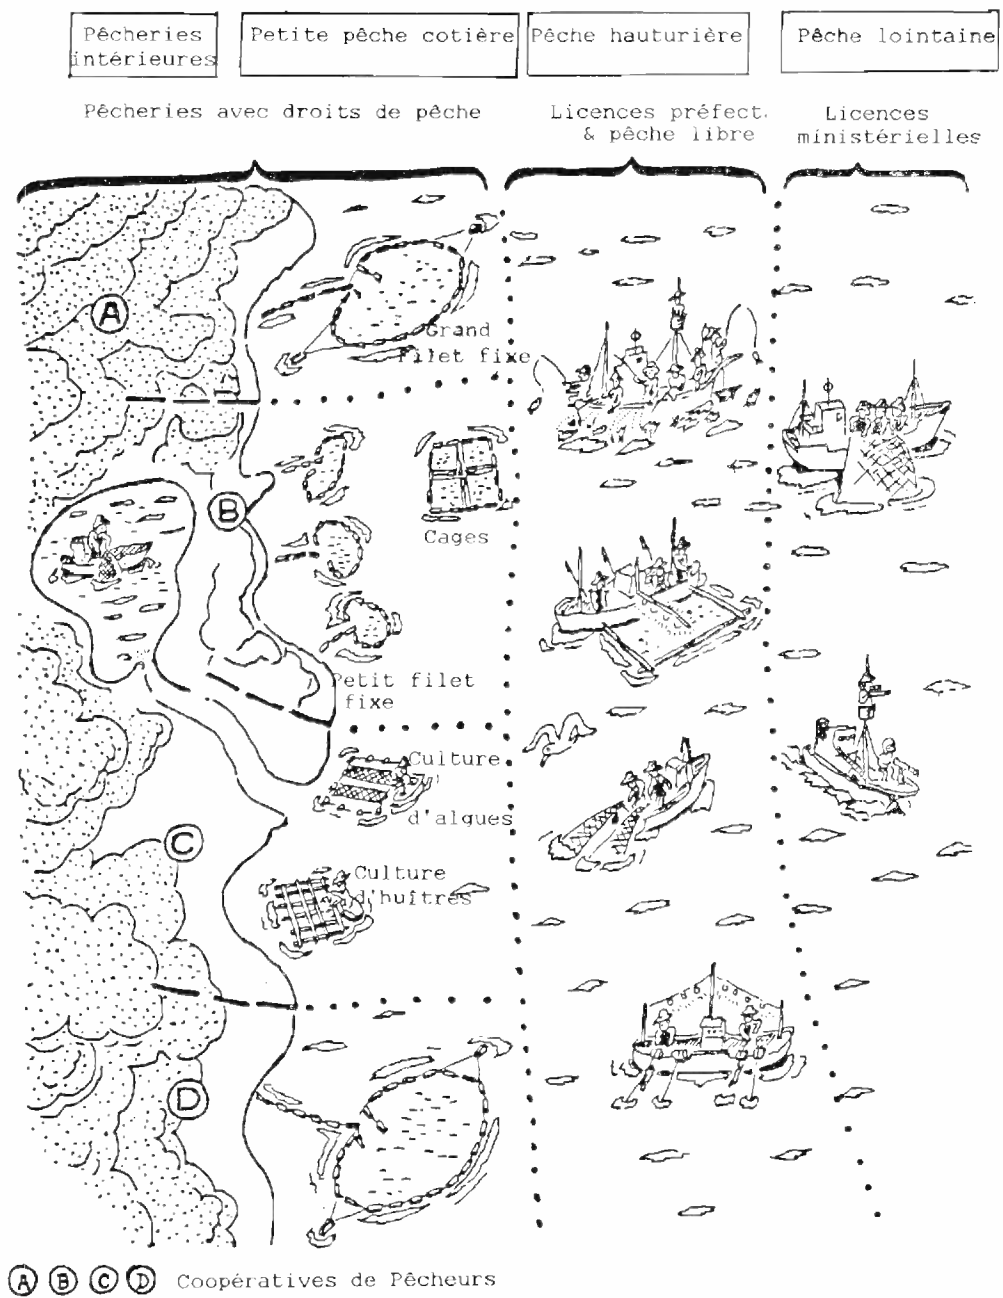 Pêcheries
intérieures
Petite pêche cotière
Pêche hauturière
Pêche lointaine
Pêcheries avec droits de pêche
Licences préfect.
& pêche libre
Licences
ministérielles
A
Grand
filet fixe
B
Cages
Petit filet
fixe
Culture
d'algues
C
Culture
d'huîtres
D
A B C D Coopératives de Pêcheurs